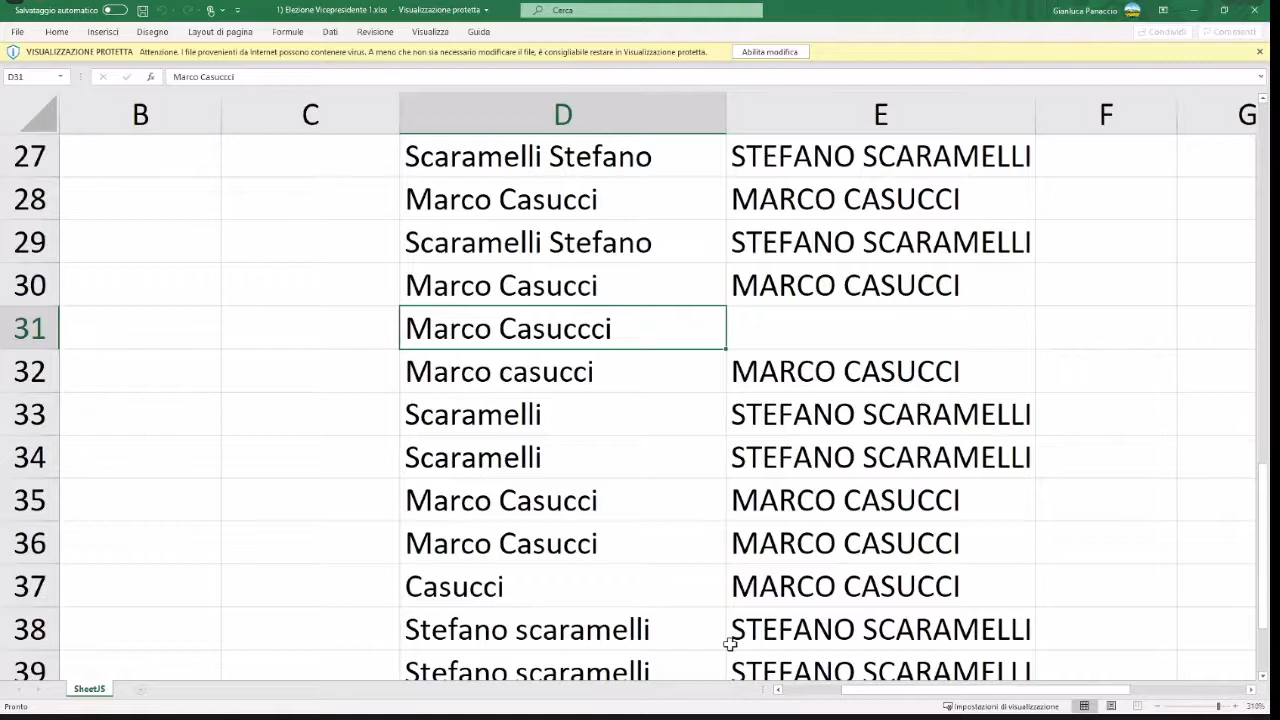 Salvataggio automatico 1) Elezione Vicepresidente 1.xlsx - Visualizzazione protetta Cerca Gianluca Panaccio
File Home Inserisci Disegno Layout di pagina Formule Dati Revisione Visualizza Guida Condividi Commenti
VISUALIZZAZIONE PROTETTA Attenzione. I file provenienti da Internet possono contenere virus. A meno che non sia necessario modificare il file, è consigliabile restare in Visualizzazione protetta. Abilita modifica
D31 fx Marco Casuccci
B C D E F G
27 Scaramelli Stefano STEFANO SCARAMELLI
28 Marco Casucci MARCO CASUCCI
29 Scaramelli Stefano STEFANO SCARAMELLI
30 Marco Casucci MARCO CASUCCI
31 Marco Casuccci
32 Marco casucci MARCO CASUCCI
33 Scaramelli STEFANO SCARAMELLI
34 Scaramelli STEFANO SCARAMELLI
35 Marco Casucci MARCO CASUCCI
36 Marco Casucci MARCO CASUCCI
37 Casucci MARCO CASUCCI
38 Stefano scaramelli STEFANO SCARAMELLI
39 Stefano scaramelli STEFANO SCARAMELLI
SheetJS
Pronto Impostazioni di visualizzazione 310%